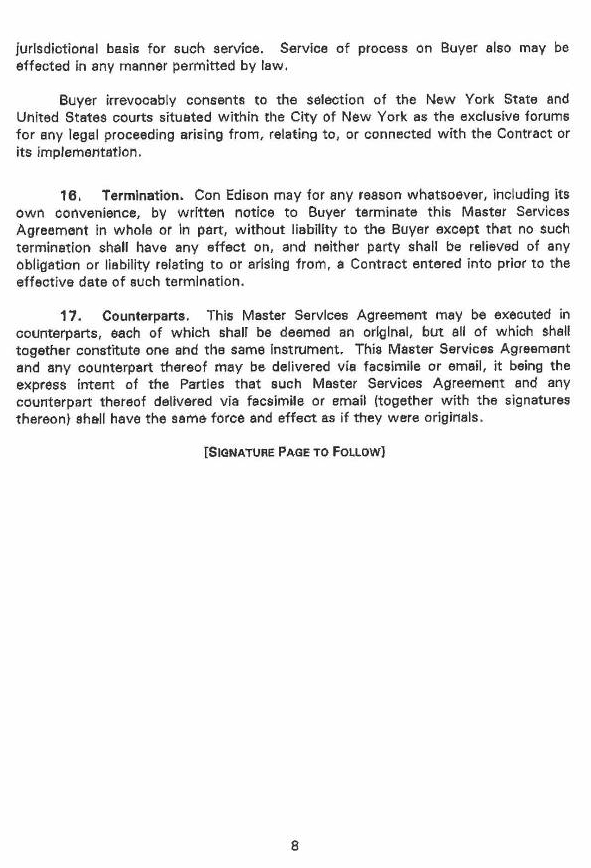 jurisdictional basis for such service. Service of process on Buyer also may be
effected in any manner permitted by law.
Buyer irrevocably consents to the selection of the New York State and
United States courts situated within the City of New York as the exclusive forums
for any legal proceeding arising from, relating to, or connected with the Contract or
its implementation.
16. Termination. Con Edison may for any reason whatsoever, including its
own convenience, by written notice to Buyer terminate this Master Services
Agreement in whole or in part, without liability to the Buyer except that no such
termination shall have any effect on, and neither party shall be relieved of any
obligation or liability relating to or arising from, a Contract entered into prior to the
effective date of such termination.
17. Counterparts. This Master Services Agreement may be executed in
counterparts, each of which shall be deemed an original, but all of which shall
together constitute one and the same instrument. This Master Services Agreement
and any counterpart thereof may be delivered via facsimile or email, it being the
express intent of the Parties that such Master Services Agreement and any
counterpart thereof delivered via facsimile or email (together with the signatures
thereon) shall have the same force and effect as if they were originals.
[SIGNATURE PAGE TO FOLLOW]
8